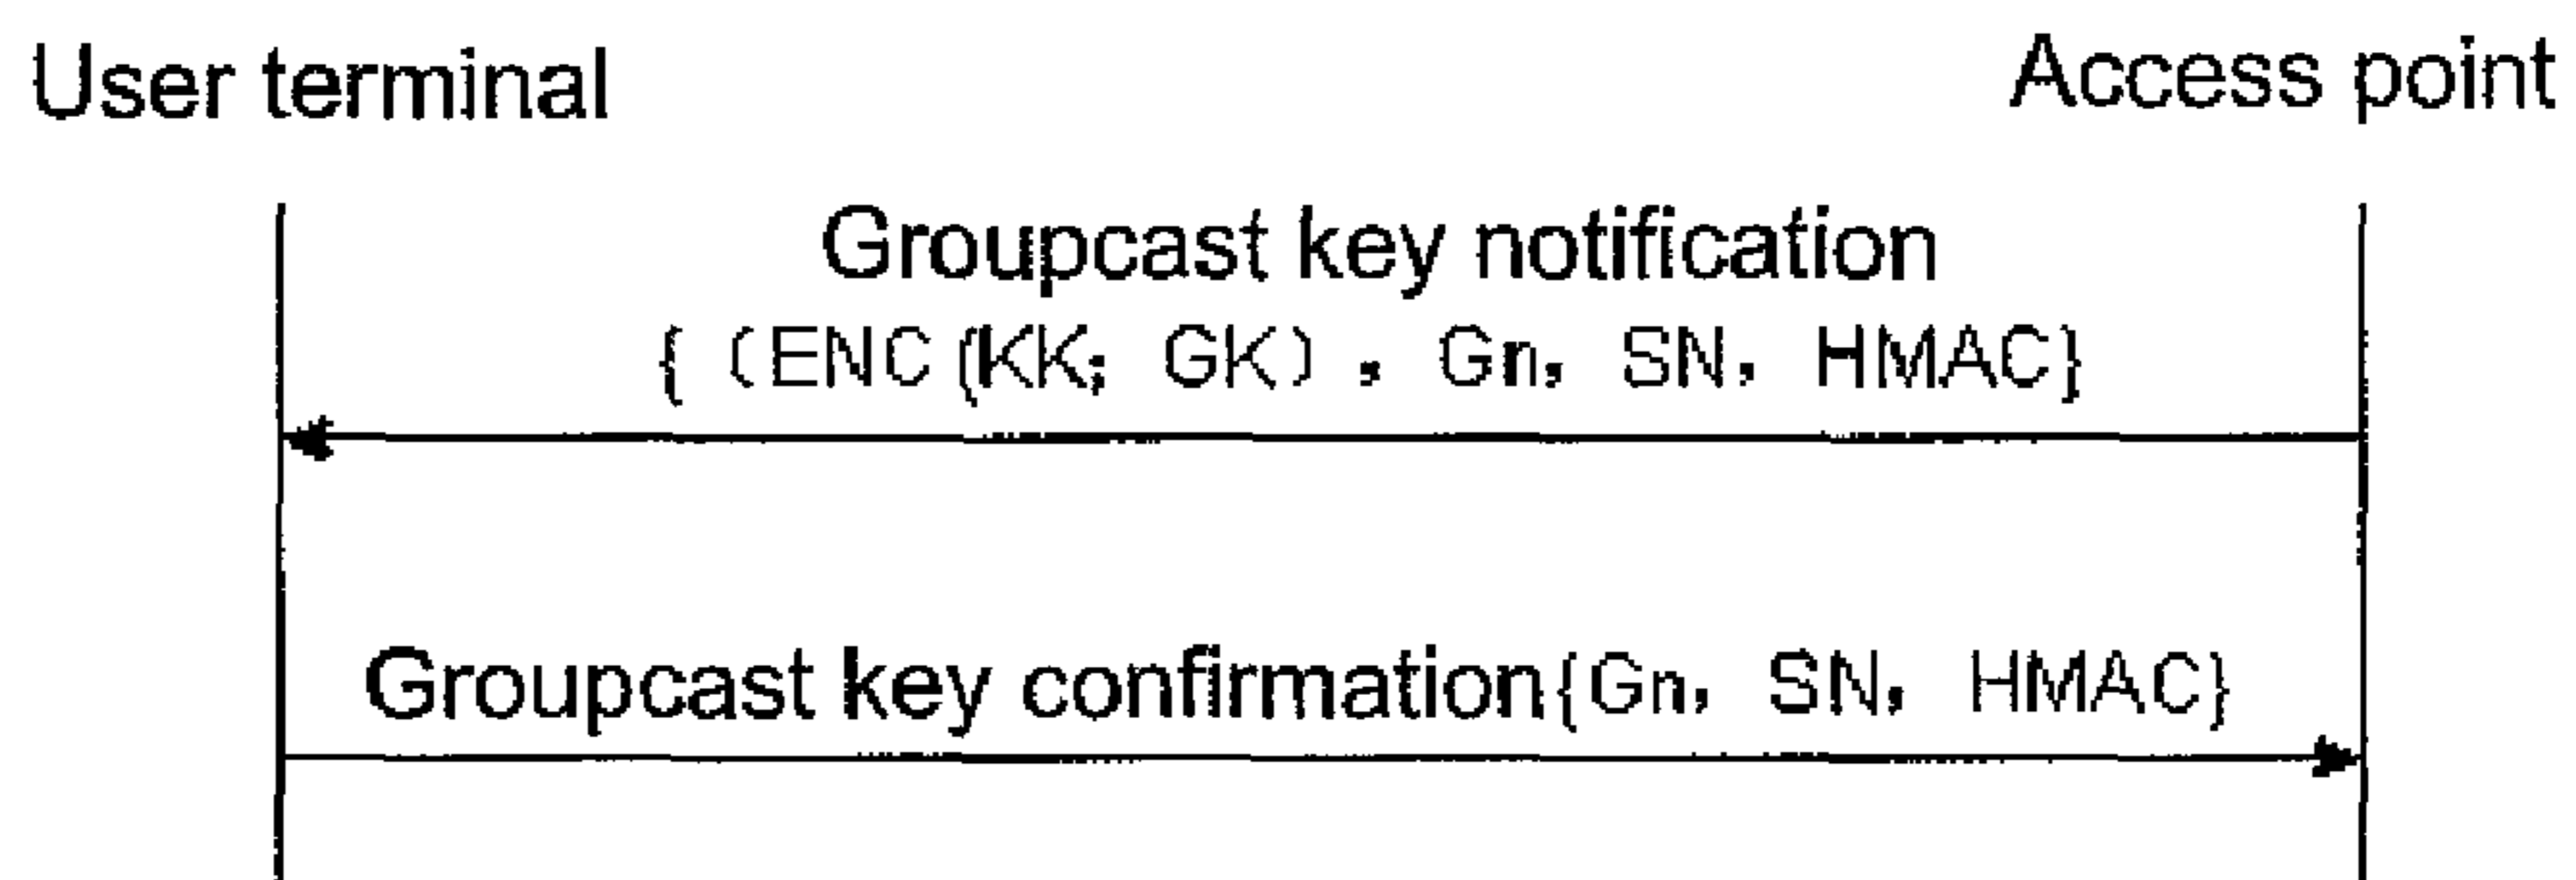 User terminal
Access point
Groupcast key notification
{（ENC(KK; GK）, Gn, SN, HMAC}
Groupcast key confirmation{Gn, SN, HMAC}